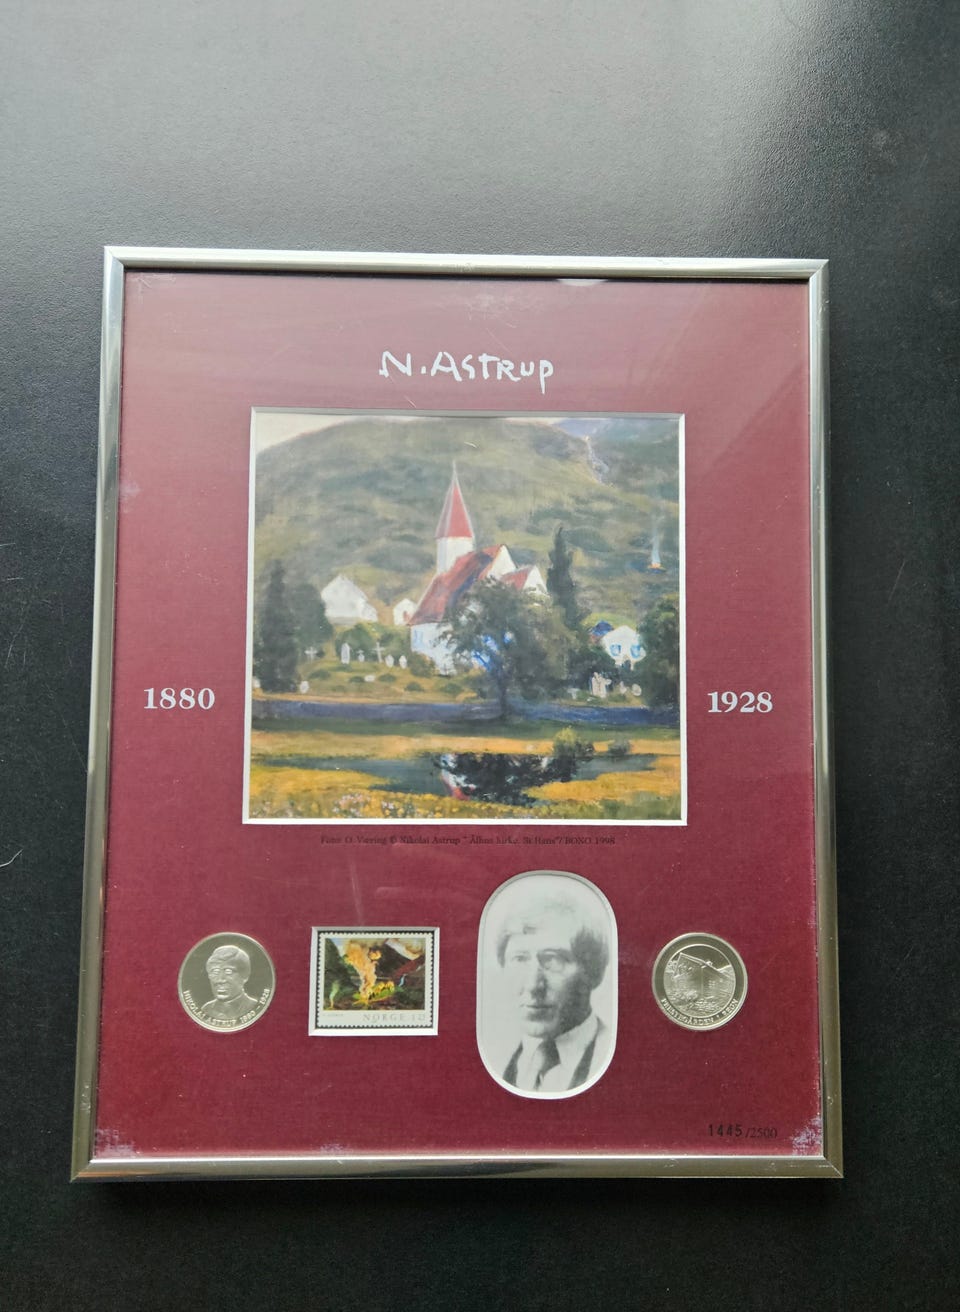 N. ASTRUP
1880
1928
Foto: O. Væring © Nikolai Astrup " Ålhus kirke. St Hans"/ BONO 1998
NIKOLAI ASTRUP 1880 - 1928
NORGE
PRESTEGÅRDEN I
1445/2500